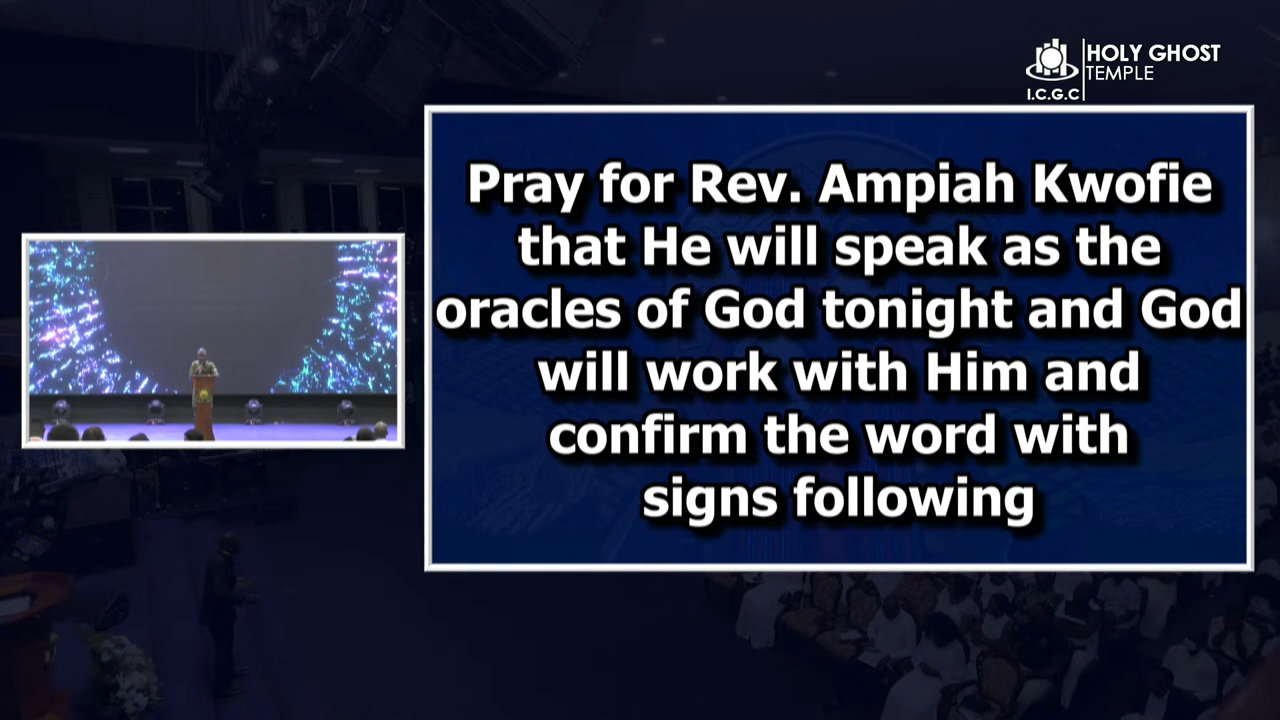 HOLY GHOST
TEMPLE
I.C.G.C
Pray for Rev. Ampiah Kwofie
that He will speak as the
oracles of God tonight and God
will work with Him and
confirm the word with
signs following